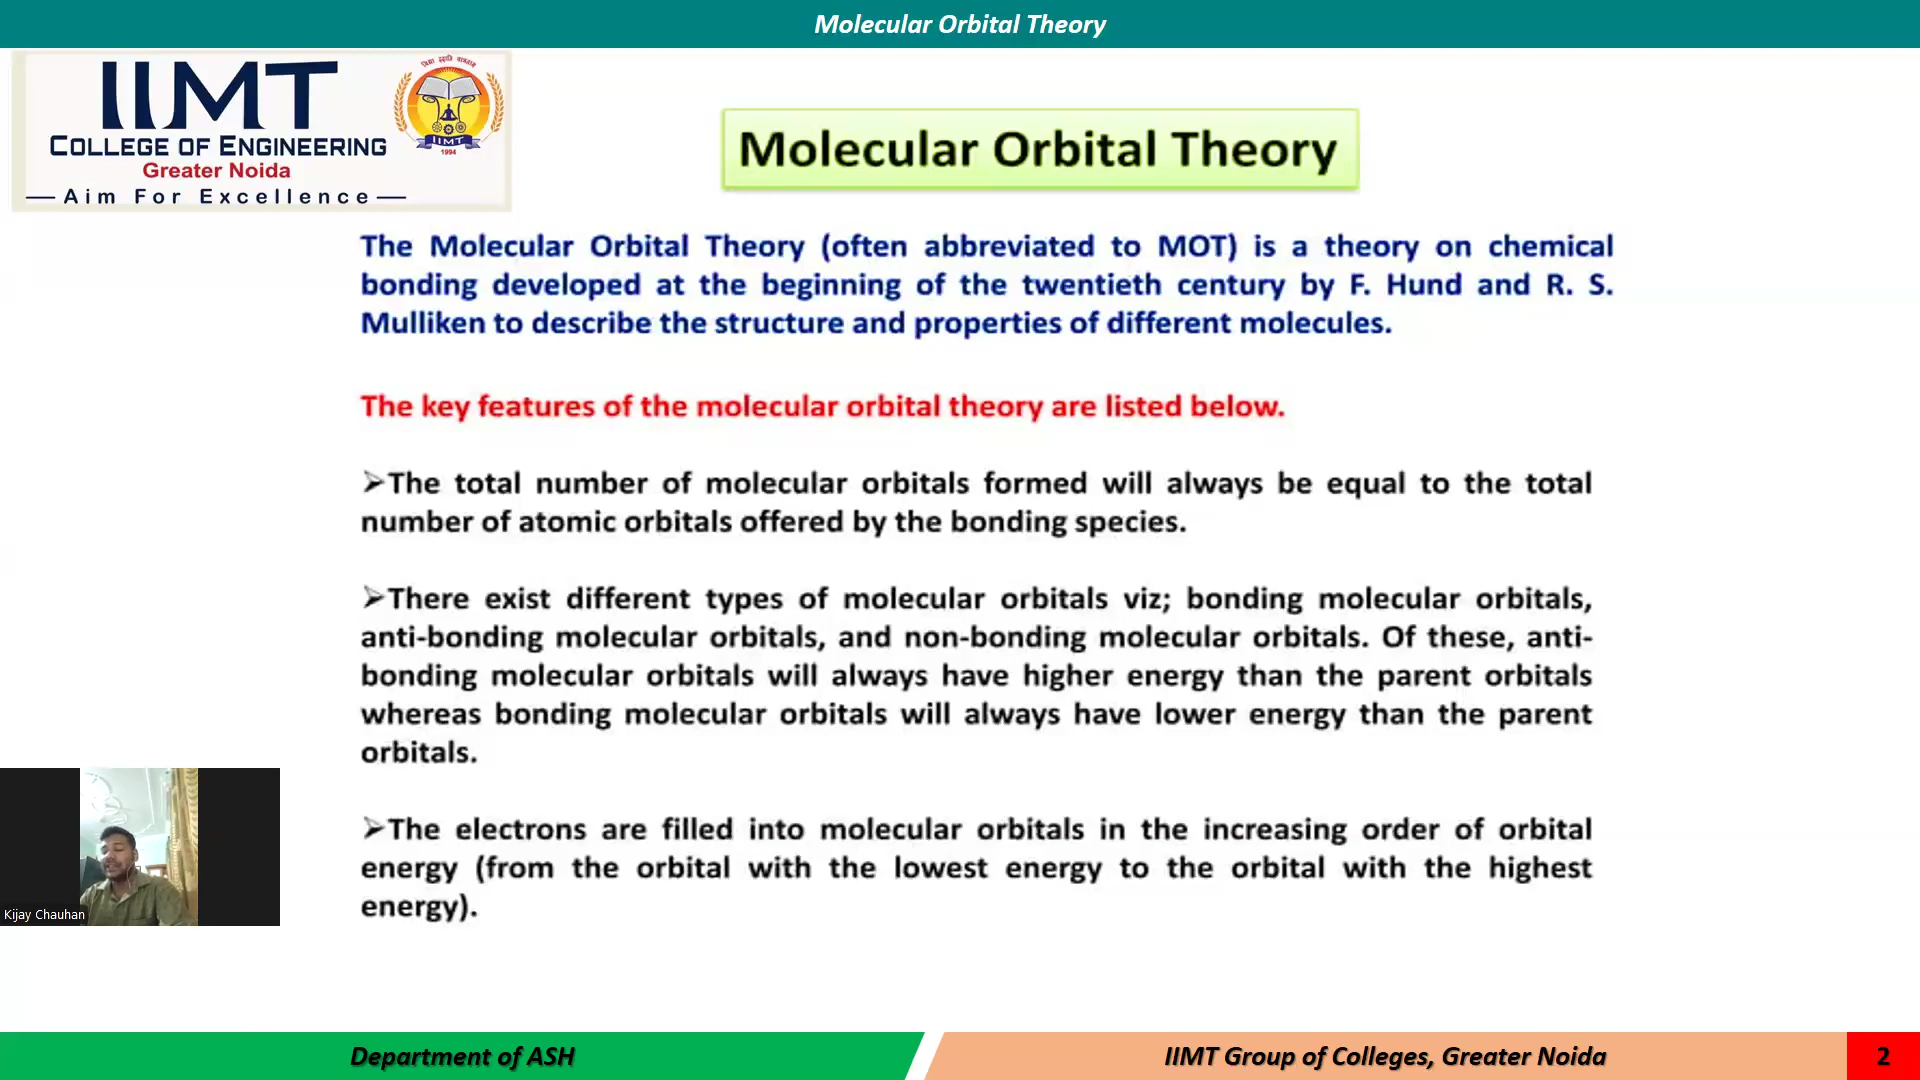 Molecular Orbital Theory
IIMT
COLLEGE OF ENGINEERING
Greater Noida
Aim For Excellence
IIMT
1994
Molecular Orbital Theory
The Molecular Orbital Theory (often abbreviated to MOT) is a theory on chemical
bonding developed at the beginning of the twentieth century by F. Hund and R. S.
Mulliken to describe the structure and properties of different molecules.
The key features of the molecular orbital theory are listed below.
➢The total number of molecular orbitals formed will always be equal to the total
number of atomic orbitals offered by the bonding species.
➢There exist different types of molecular orbitals viz; bonding molecular orbitals,
anti-bonding molecular orbitals, and non-bonding molecular orbitals. Of these, anti-
bonding molecular orbitals will always have higher energy than the parent orbitals
whereas bonding molecular orbitals will always have lower energy than the parent
orbitals.
➢The electrons are filled into molecular orbitals in the increasing order of orbital
energy (from the orbital with the lowest energy to the orbital with the highest
energy).
Kijay Chauhan
Department of ASH
IIMT Group of Colleges, Greater Noida
2